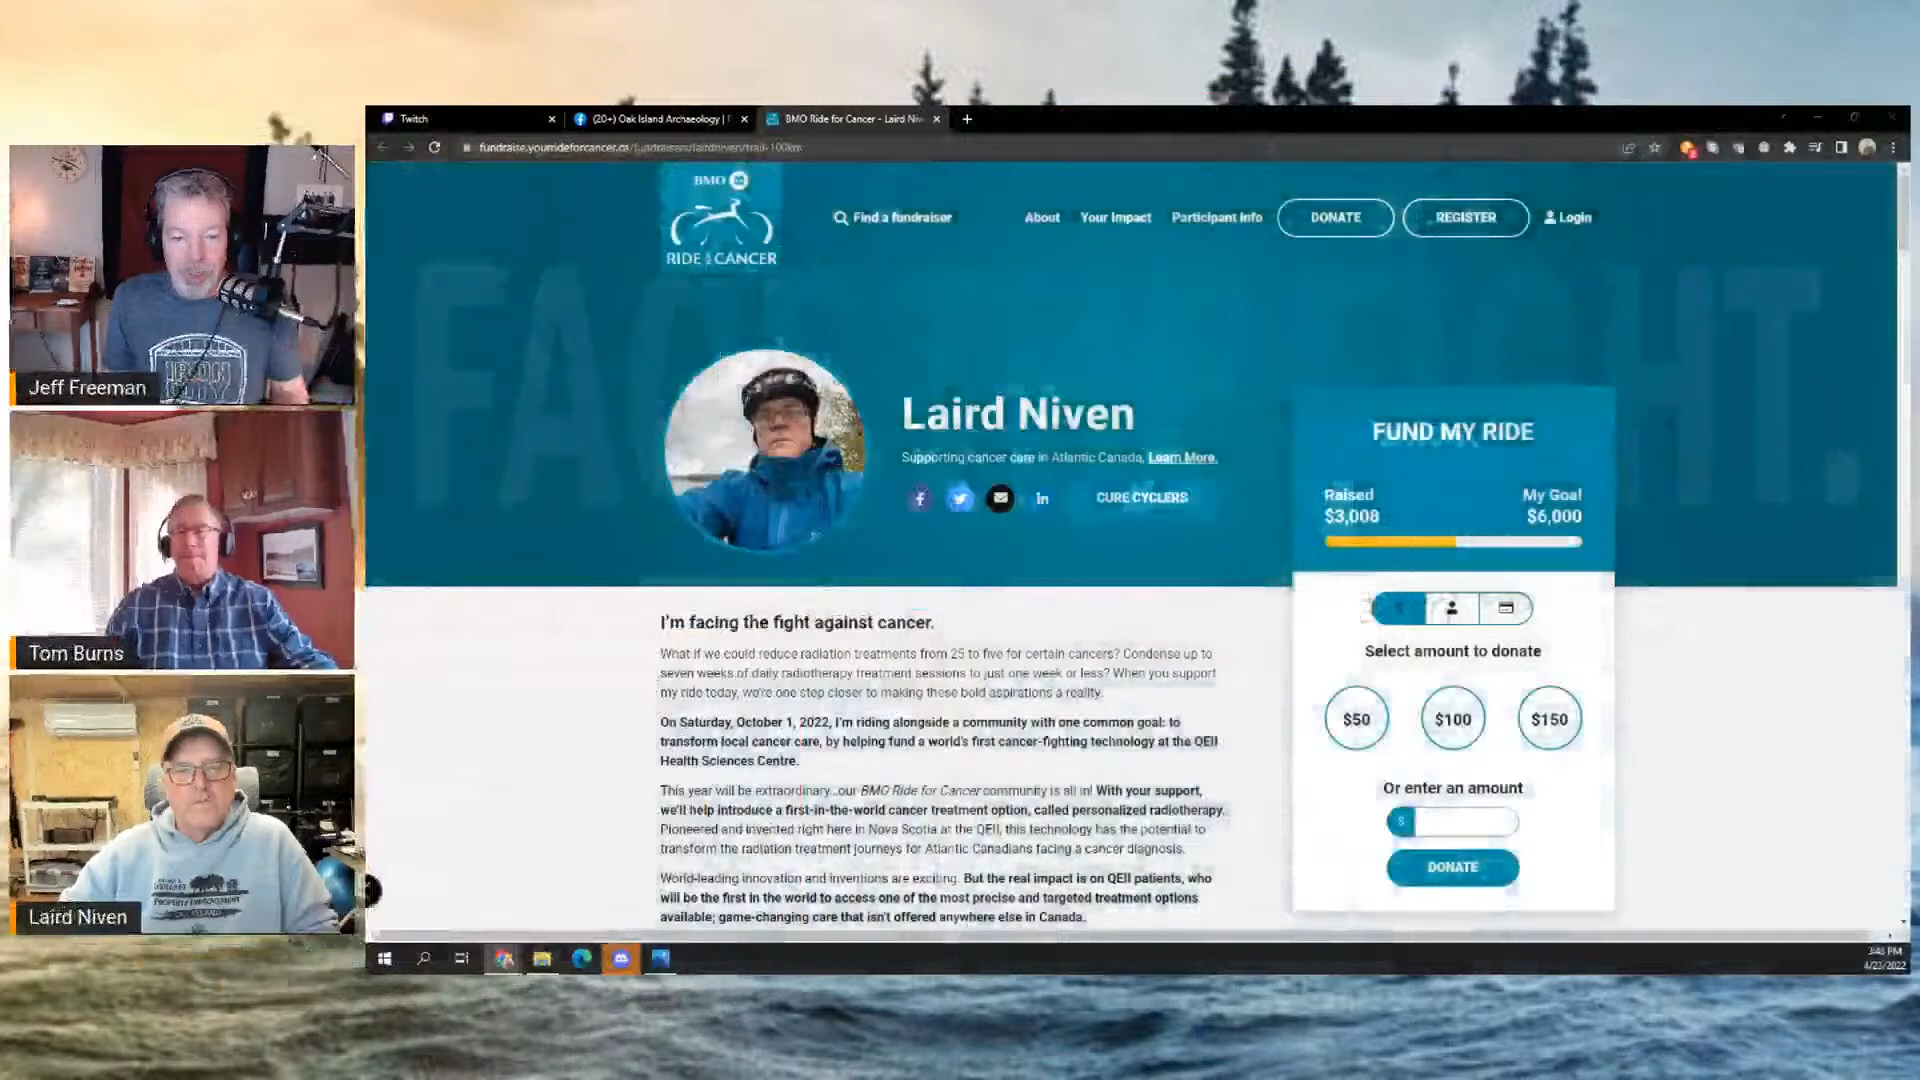 Twitch
(20+) Oak Island Archaeology |
BMO Ride for Cancer - Laird Niv
fundraise.yourrideforcancer.ca/fundraisers/lairdniven/trail-100km
BMO
RIDE CANCER
Find a fundraiser
About
Your Impact
Participant Info
DONATE
REGISTER
Login
Laird Niven
Supporting cancer care in Atlantic Canada. Learn More.
CURE CYCLERS
FUND MY RIDE
Raised
My Goal
$3,008
$6,000
Select amount to donate
$50
$100
$150
Or enter an amount
$
DONATE
I'm facing the fight against cancer.
What if we could reduce radiation treatments from 25 to five for certain cancers? Condense up to
seven weeks of daily radiotherapy treatment sessions to just one week or less? When you support
my ride today, we're one step closer to making these bold aspirations a reality.
On Saturday, October 1, 2022, I'm riding alongside a community with one common goal: to
transform local cancer care, by helping fund a world's first cancer-fighting technology at the QEII
Health Sciences Centre.
This year will be extraordinary...our BMO Ride for Cancer community is all in! With your support,
we'll help introduce a first-in-the-world cancer treatment option, called personalized radiotherapy.
Pioneered and invented right here in Nova Scotia at the QEII, this technology has the potential to
transform the radiation treatment journeys for Atlantic Canadians facing a cancer diagnosis.
World-leading innovation and inventions are exciting. But the real impact is on QEII patients, who
will be the first in the world to access one of the most precise and targeted treatment options
available; game-changing care that isn't offered anywhere else in Canada.
Jeff Freeman
Tom Burns
PROPERTY IMPROVEMENT
Laird Niven
4/23/2022